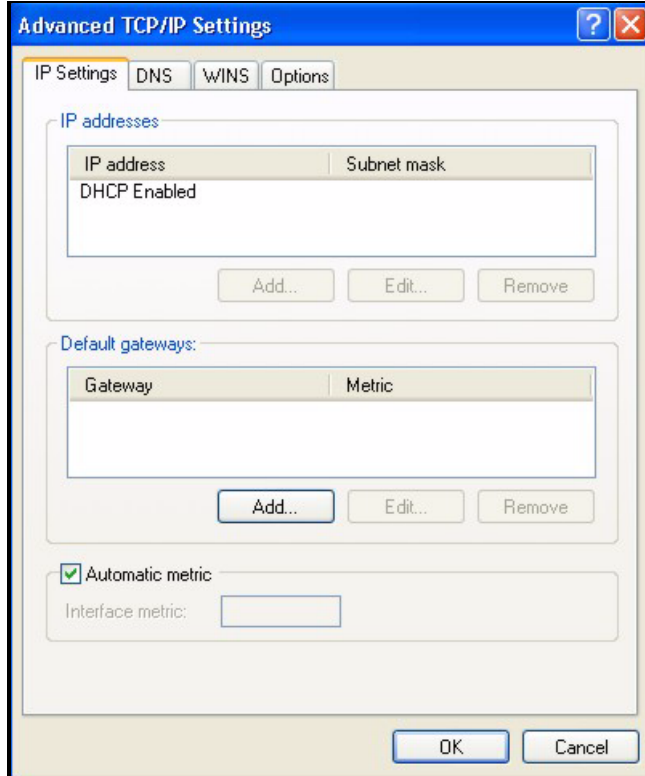 Advanced TCP/IP Settings
IP Settings DNS WINS Options
IP addresses
IP address Subnet mask
DHCP Enabled
Add... Edit... Remove
Default gateways:
Gateway Metric
Add... Edit... Remove
Automatic metric
Interface metric:
OK Cancel